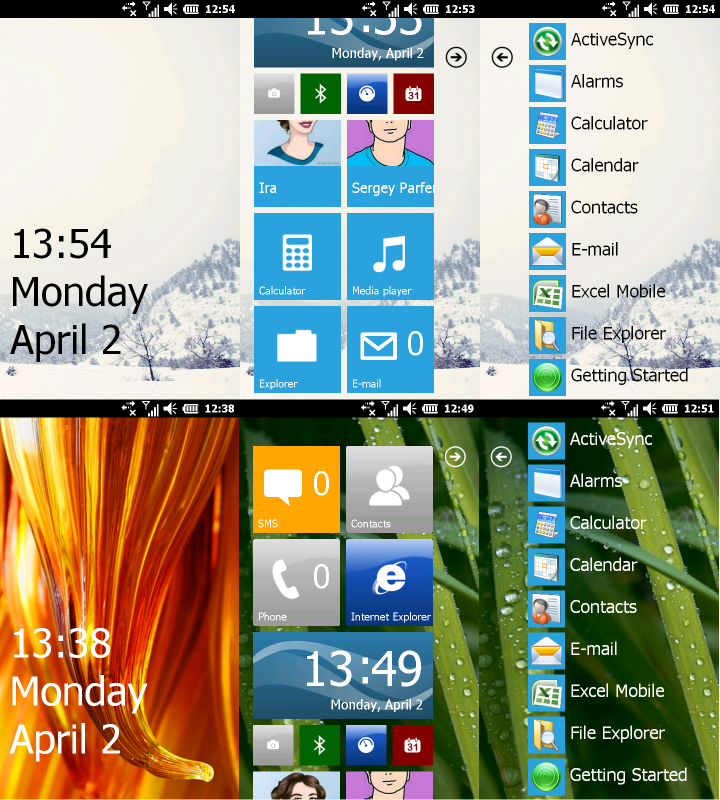 12:54
13:54
Monday
April 2
12:53
13:53
Monday, April 2
31
Ira
Sergey Parfer
Calculator
Media player
Explorer
0
E-mail
12:54
ActiveSync
Alarms
Calculator
Calendar
Contacts
E-mail
Excel Mobile
File Explorer
Getting Started
12:38
13:38
Monday
April 2
12:49
0
SMS
Contacts
0
Phone
Internet Explorer
13:49
Monday, April 2
31
12:51
ActiveSync
Alarms
Calculator
Calendar
Contacts
E-mail
Excel Mobile
File Explorer
Getting Started